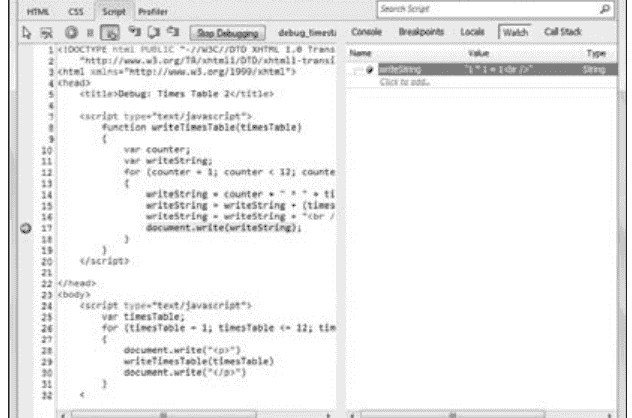 HTML CSS Script Profiler Search Script
Stop Debugging debug_timesta Console Breakpoints Locals Watch Call Stack
Name Value Type
writeString "1 * 1 = 1<br />" String
Click to add...
1 <!DOCTYPE html PUBLIC "-//W3C//DTD XHTML 1.0 Trans
2 "http://www.w3.org/TR/xhtml1/DTD/xhtml1-transi
3 <html xmlns="http://www.w3.org/1999/xhtml">
4 <head>
5 <title>Debug: Times Table 2</title>
6
7 <script type="text/javascript">
8 function writeTimesTable(timesTable)
9 {
10 var counter;
11 var writeString;
12 for (counter = 1; counter < 12; counte
13 {
14 writeString = counter + " * " + ti
15 writeString = writeString + (times
16 writeString = writeString + "<br /
17 document.write(writeString);
18 }
19 }
20 </script>
21
22 </head>
23 <body>
24 <script type="text/javascript">
25 var timesTable;
26 for (timesTable = 1; timesTable <= 12; tim
27 {
28 document.write("<p>")
29 writeTimesTable(timesTable)
30 document.write("</p>")
31 }
32 <